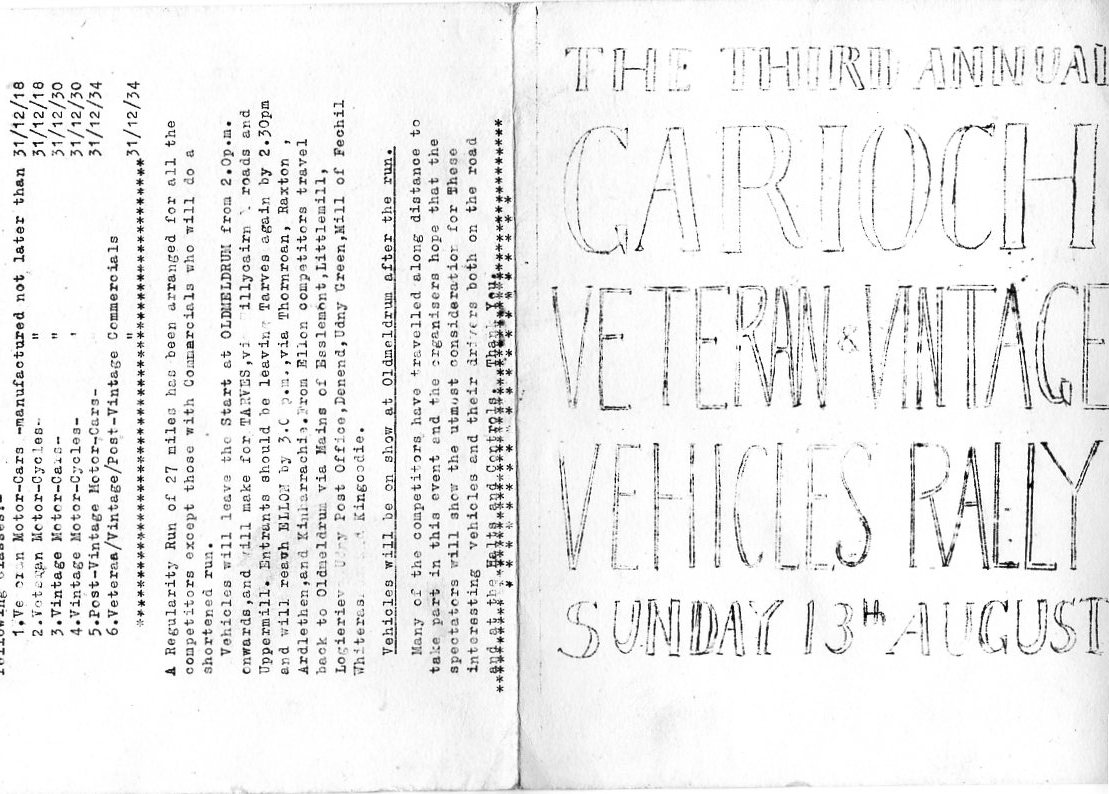 THE THIRD ANNUAL
GARIOCH
VETERAN & VINTAGE
VEHICLES RALLY
SUNDAY 13th AUGUST
following classes:-
1.Ve eran Motor-Cars -manufactured not later than 31/12/18
2.Veteran Motor-Cycles- " 31/12/18
3.Vintage Motor-Cars- " 31/12/30
4.Vintage Motor-Cycles- ' 31/12/30
5.Post-Vintage Motor-Cars- 31/12/34
6.Veteran/Vintage/Post-Vintage Commercials
" 31/12/34
A Regularity Run of 27 miles has been arranged for all the
competitors except those with Commercials who will do a
shortened run.
Vehicles will leave the Start at OLDMELDRUM from 2.0p.m.
onwards,and will make for TARVES,vi illycairn roads and
Uppermill. Entrants should be leaving Tarves again by 2.30pm
and will reach ELLON by 3.0 p.m.,via Thornroan, Raxton ,
Ardlethen,and Kinharrachie.From Ellon competitors travel
back to Oldmeldrum via Mains of Esslemont,Littlemill,
Logierieve Udny Post Office,Denend,Udny Green,Mill of Fechil
Whiteras. Kingoodie.
Vehicles will be on show at Oldmeldrum after the run.
Many of the competitors have travelled along distance to
take part in this event and the organisers hope that the
spectators will show the utmost consideration for These
interesting vehicles and their drivers both on the road
and at the Halts and Controls. Thank You.